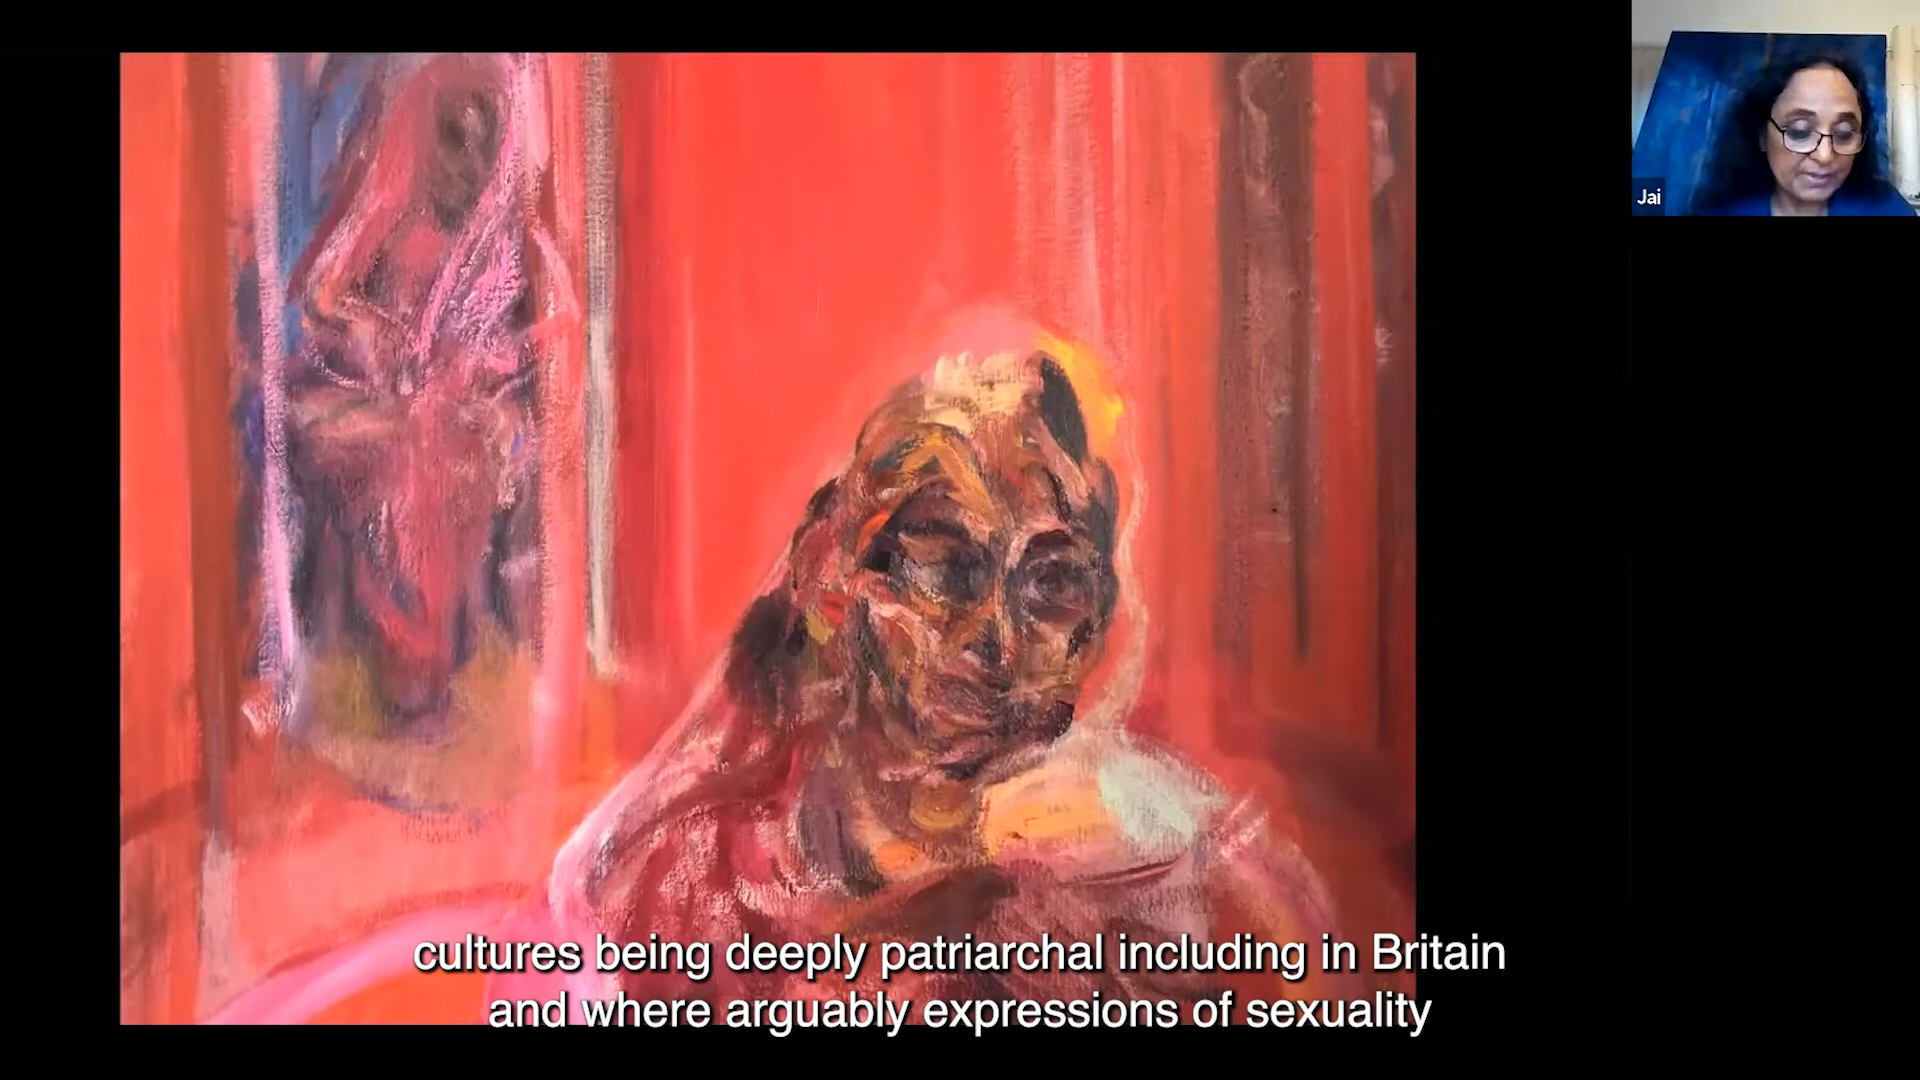 Jai
cultures being deeply patriarchal including in Britain
and where arguably expressions of sexuality